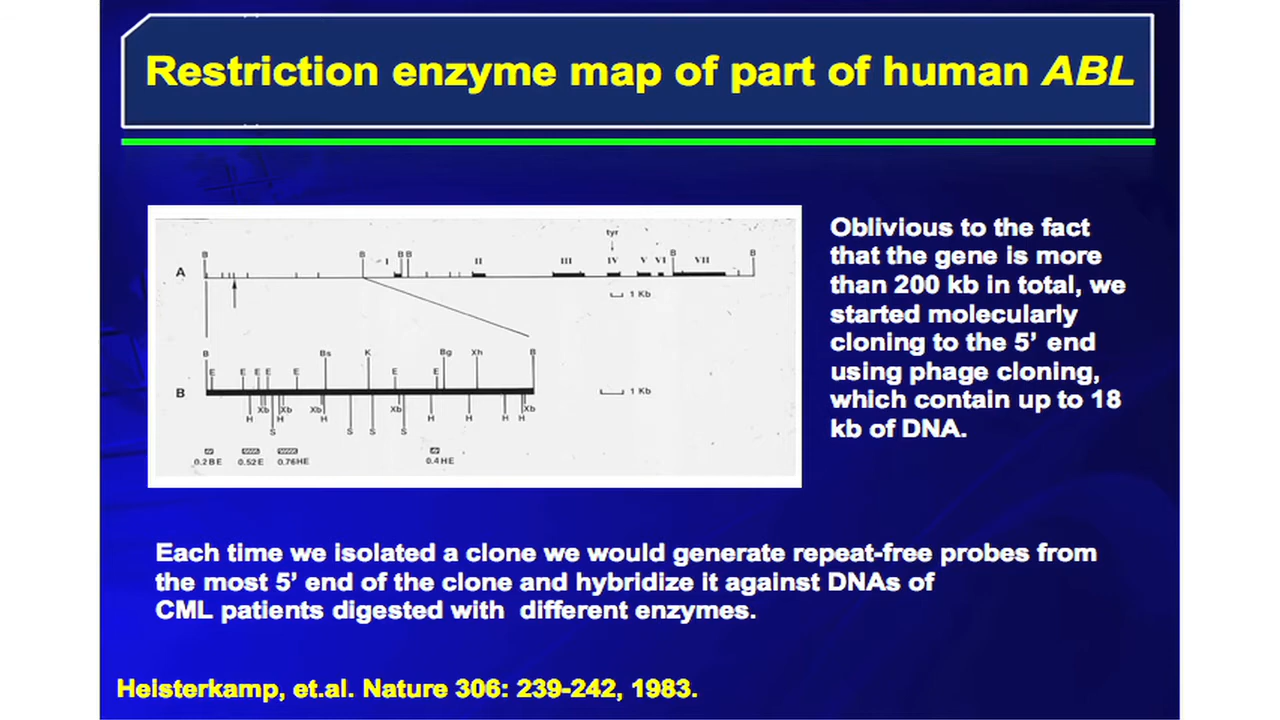 Restriction enzyme map of part of human ABL
tyr
B B I B B II III IV V VI B VII B
A
1 Kb
B Bs K Bg Xh B
E E E E E E E
B
1 Kb
Xb Xb Xb Xb Xb
H H H H H H H
S S S S
0.2 B E 0.52 E 0.76HE 0.4 HE
Oblivious to the fact
that the gene is more
than 200 kb in total, we
started molecularly
cloning to the 5’ end
using phage cloning,
which contain up to 18
kb of DNA.
Each time we isolated a clone we would generate repeat-free probes from
the most 5’ end of the clone and hybridize it against DNAs of
CML patients digested with different enzymes.
Heisterkamp, et.al. Nature 306: 239-242, 1983.